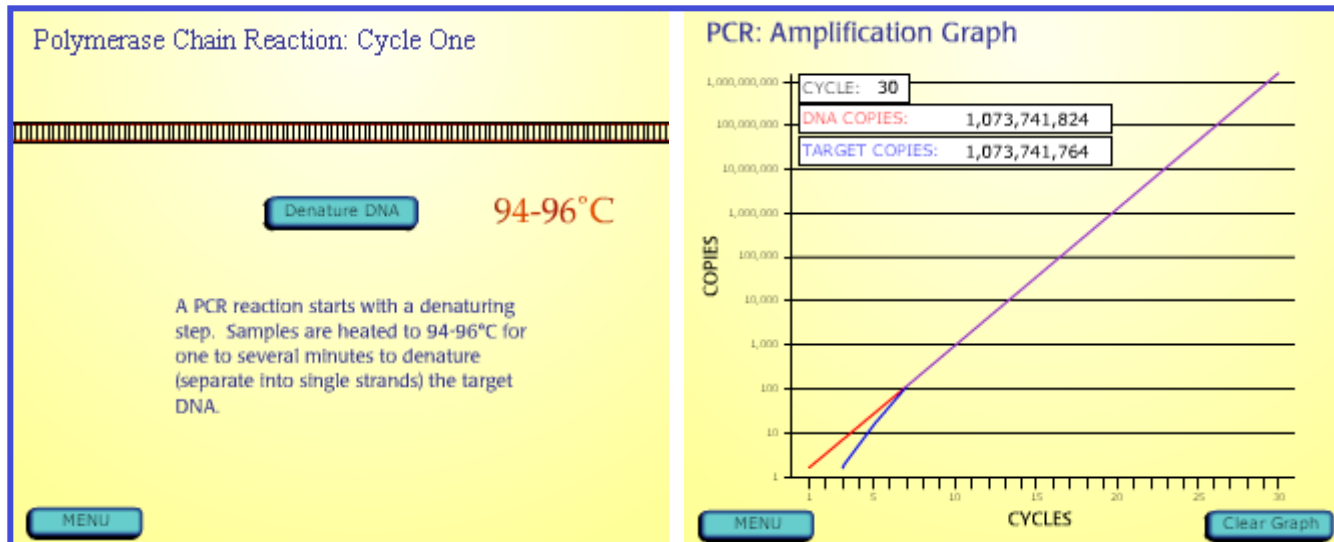 Polymerase Chain Reaction: Cycle One
Denature DNA
94-96°C
A PCR reaction starts with a denaturing
step. Samples are heated to 94-96°C for
one to several minutes to denature
(separate into single strands) the target
DNA.
MENU
PCR: Amplification Graph
CYCLE: 30
DNA COPIES: 1,073,741,824
TARGET COPIES: 1,073,741,764
COPIES
1,000,000,000
100,000,000
10,000,000
1,000,000
100,000
10,000
1,000
100
10
1
1 5 10 15 20 25 30
CYCLES
MENU
Clear Graph